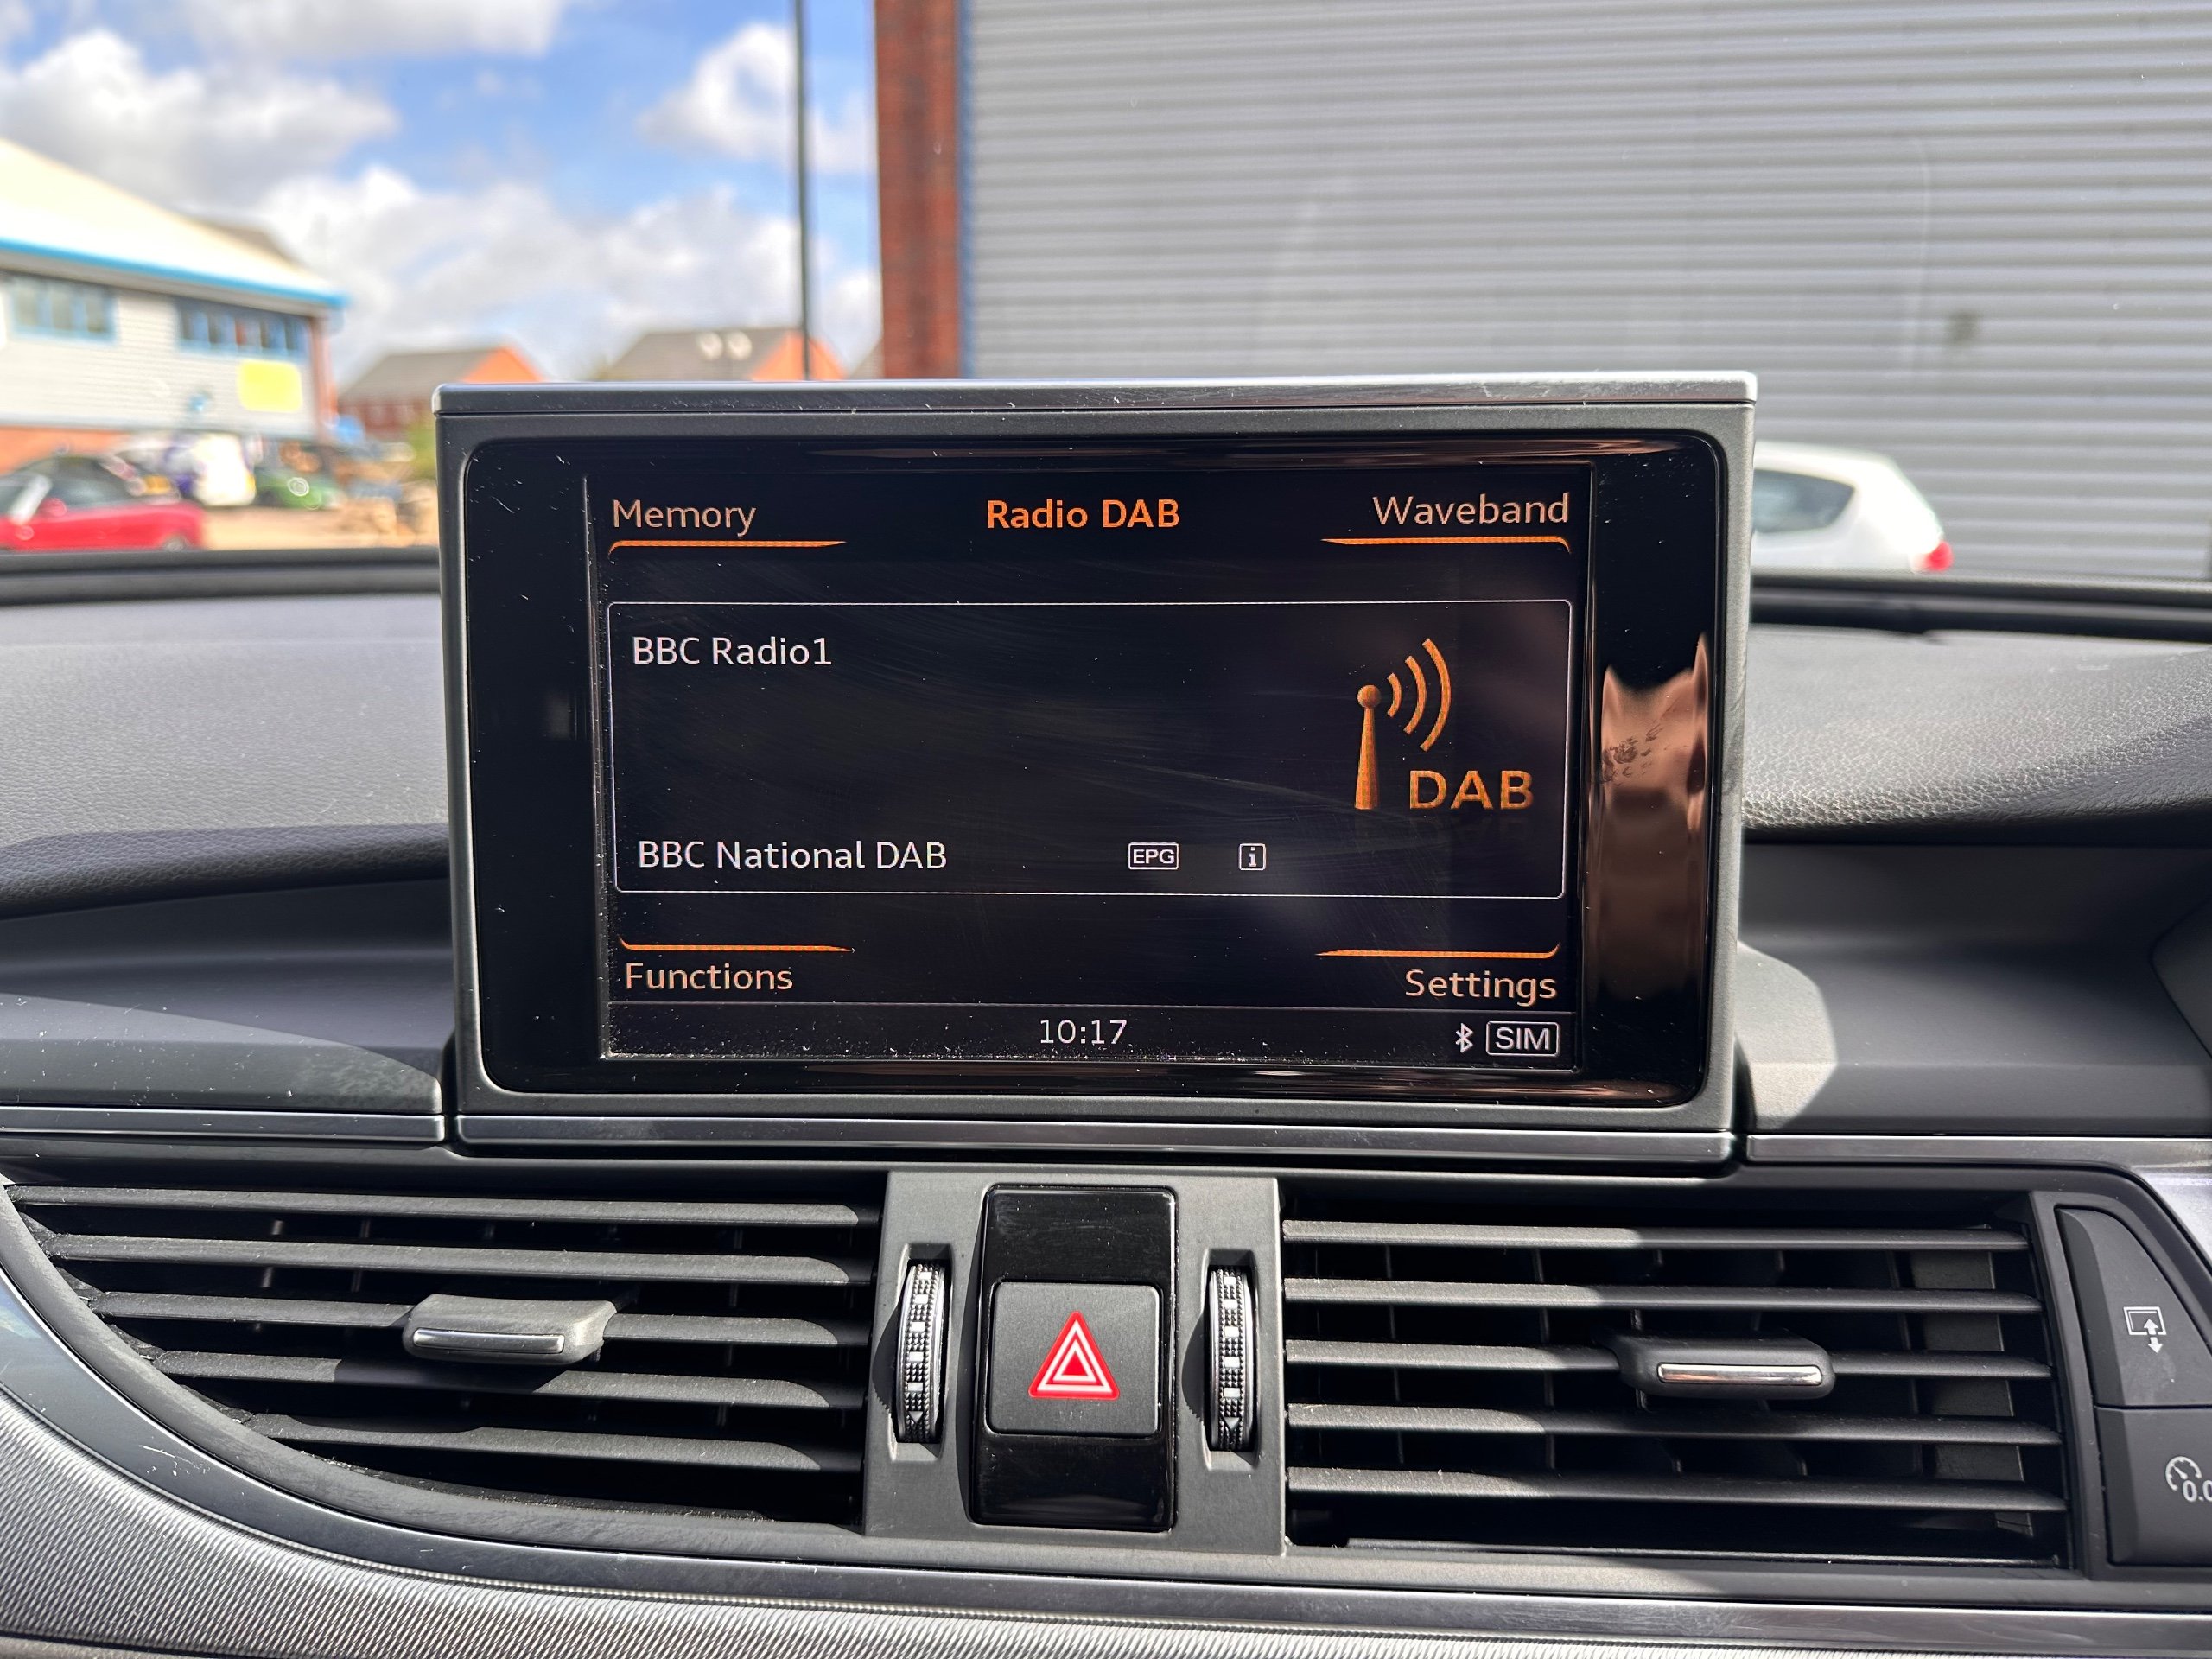 Memory
Radio DAB
Waveband
BBC Radio1
DAB
BBC National DAB
EPG
i
Functions
Settings
10:17
SIM